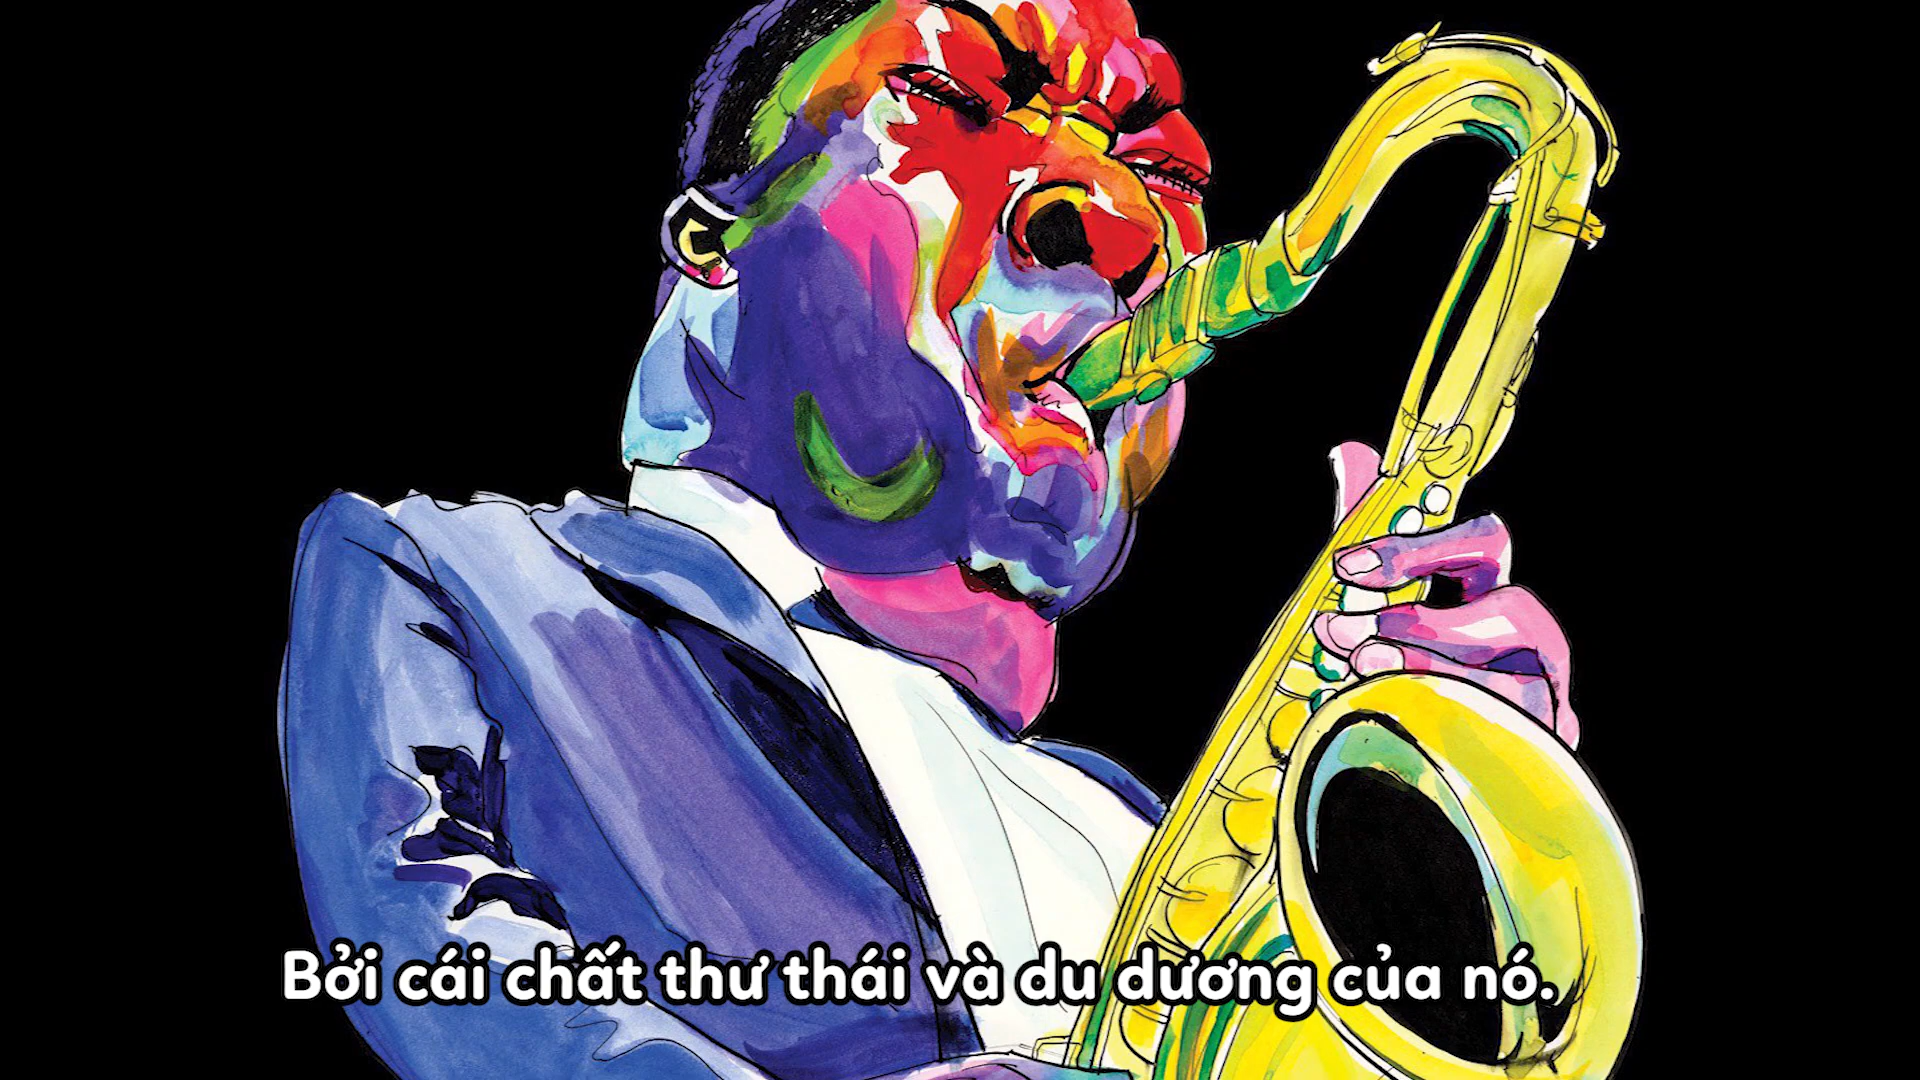 Bởi cái chất thư thái và du dương của nó.